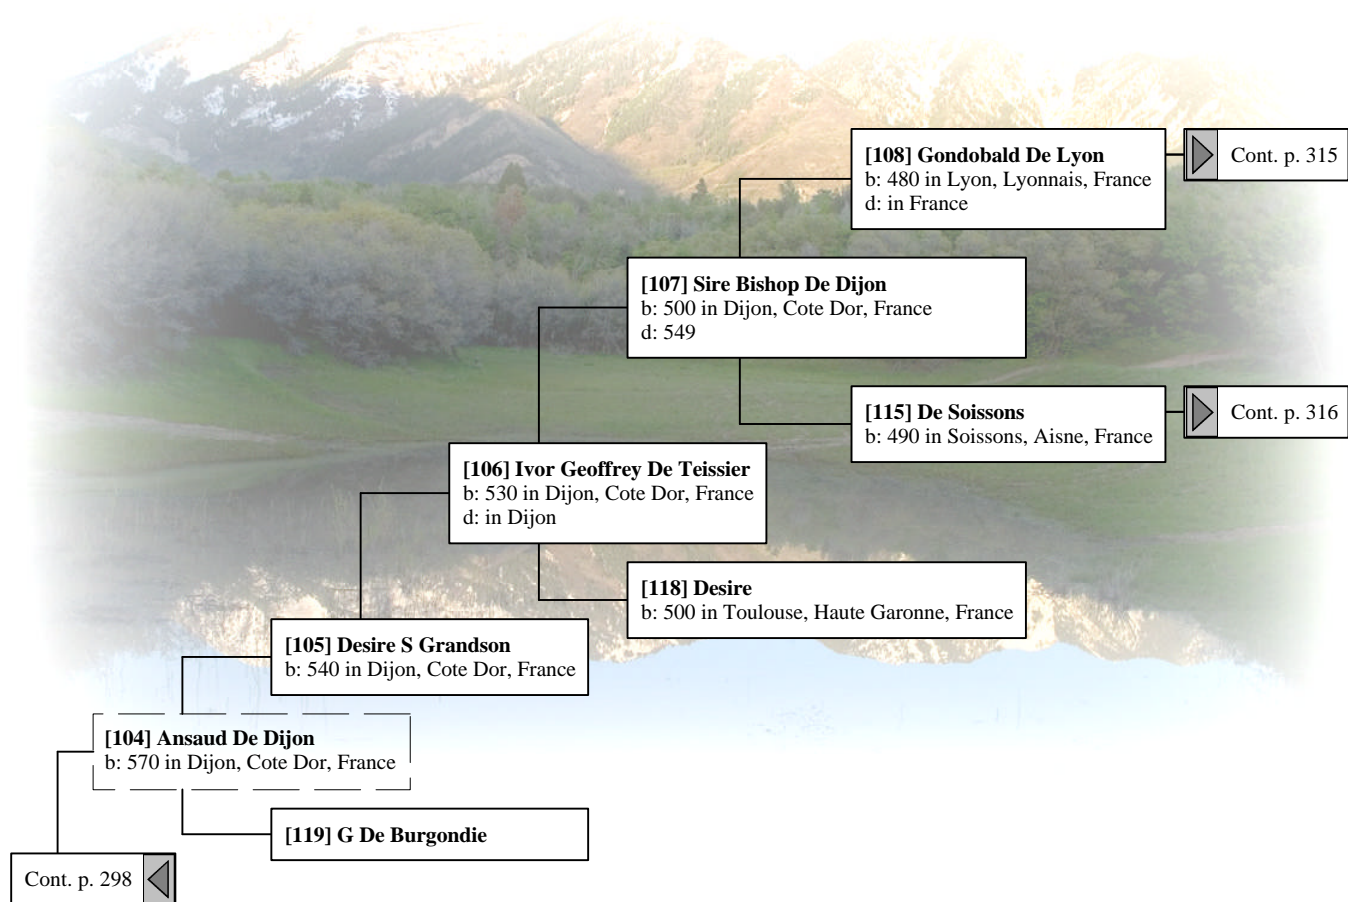 [108] Gondobald De Lyon
b: 480 in Lyon, Lyonnais, France
d: in France
Cont. p. 315
[107] Sire Bishop De Dijon
b: 500 in Dijon, Cote Dor, France
d: 549
[115] De Soissons
b: 490 in Soissons, Aisne, France
Cont. p. 316
[106] Ivor Geoffrey De Teissier
b: 530 in Dijon, Cote Dor, France
d: in Dijon
[118] Desire
b: 500 in Toulouse, Haute Garonne, France
[105] Desire S Grandson
b: 540 in Dijon, Cote Dor, France
[104] Ansaud De Dijon
b: 570 in Dijon, Cote Dor, France
[119] G De Burgondie
Cont. p. 298